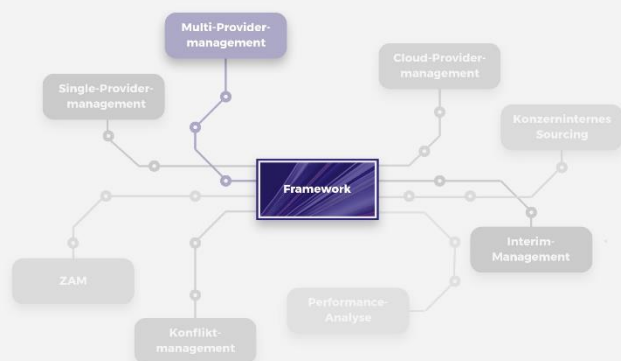 Multi-Provider-
management
Cloud-Provider-
management
Single-Provider-
management
Konzerninternes
Sourcing
Framework
Interim-
Management
ZAM
Performance-
Analyse
Konflikt-
management